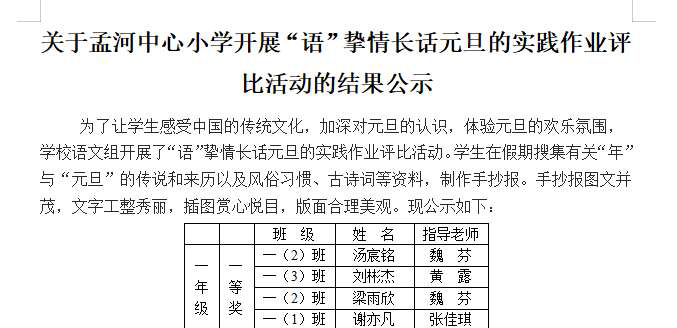 关于孟河中心小学开展“语”挚情长话元旦的实践作业评
比活动的结果公示
为了让学生感受中国的传统文化，加深对元旦的认识，体验元旦的欢乐氛围，
学校语文组开展了“语”挚情长话元旦的实践作业评比活动。学生在假期搜集有关“年”
与“元旦”的传说和来历以及风俗习惯、古诗词等资料，制作手抄报。手抄报图文并
茂，文字工整秀丽，插图赏心悦目，版面合理美观。现公示如下：
班 级 姓 名 指导老师
一年级 一等奖
一（2）班 汤宸铭 魏 芬
一（3）班 刘彬杰 黄 露
一（2）班 梁雨欣 魏 芬
一（1）班 谢亦凡 张佳琪